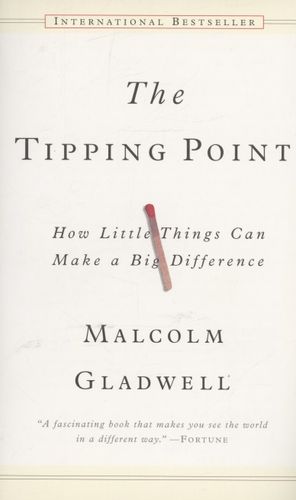 INTERNATIONAL BESTSELLER
The
TIPPING POINT
How Little Things Can
Make a Big Difference
MALCOLM
GLADWELL
“A fascinating book that makes you see the world
in a different way.” —FORTUNE